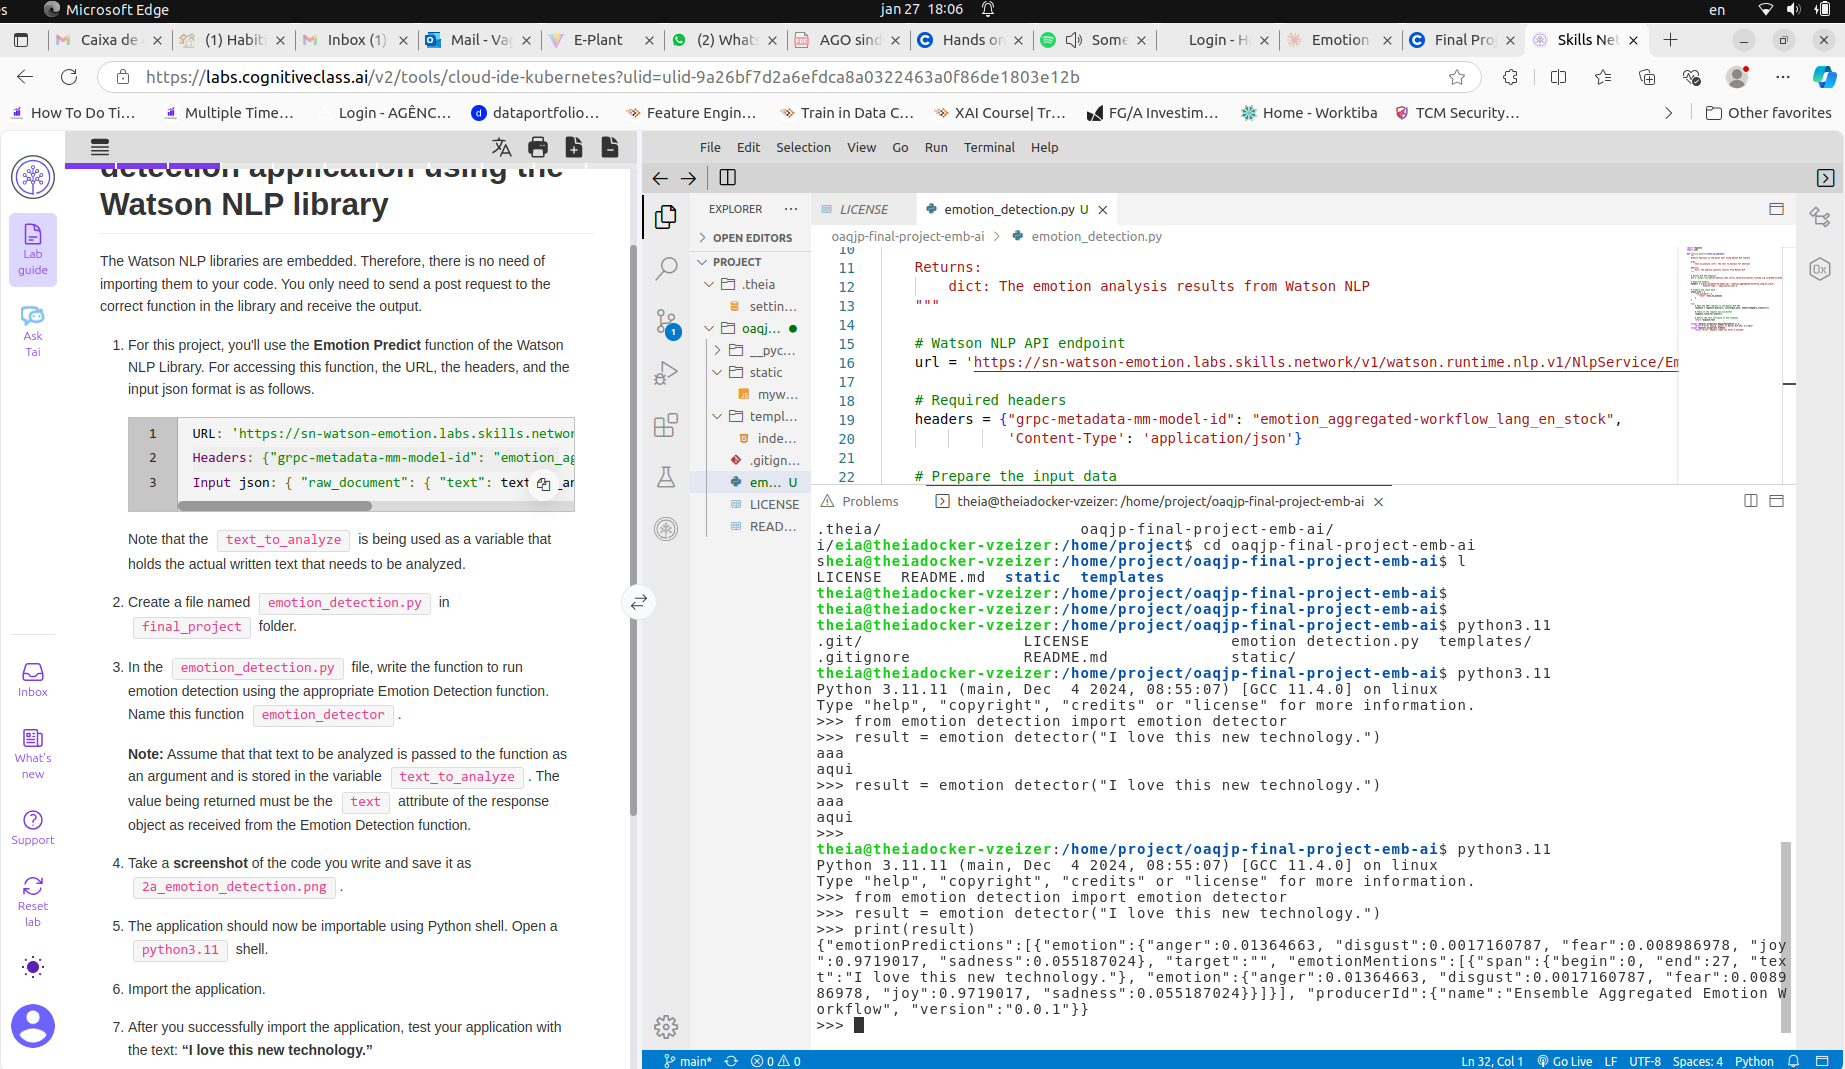 Microsoft Edge
jan 27 18:06
en
Caixa de
(1) Habiti
Inbox (1)
Mail - Va
E-Plant
(2) Whats
AGO sind
Hands on
Some
Login - H
Emotion
Final Proj
Skills Net
https://labs.cognitiveclass.ai/v2/tools/cloud-ide-kubernetes?ulid=ulid-9a26bf7d2a6efdca8a0322463a0f86de1803e12b
How To Do Ti...
Multiple Time...
Login - AGÊNC...
dataportfolio...
Feature Engin...
Train in Data C...
XAI Course| Tr...
FG/A Investim...
Home - Worktiba
TCM Security...
Other favorites
Lab guide
Ask Tai
Inbox
What's new
Support
Reset lab
detection application using the
Watson NLP library
The Watson NLP libraries are embedded. Therefore, there is no need of
importing them to your code. You only need to send a post request to the
correct function in the library and receive the output.
1. For this project, you'll use the Emotion Predict function of the Watson
NLP Library. For accessing this function, the URL, the headers, and the
input json format is as follows.
1 URL: 'https://sn-watson-emotion.labs.skills.networ
2 Headers: {"grpc-metadata-mm-model-id": "emotion_ag
3 Input json: { "raw_document": { "text": text
Note that the text_to_analyze is being used as a variable that
holds the actual written text that needs to be analyzed.
2. Create a file named emotion_detection.py in
final_project folder.
3. In the emotion_detection.py file, write the function to run
emotion detection using the appropriate Emotion Detection function.
Name this function emotion_detector .
Note: Assume that that text to be analyzed is passed to the function as
an argument and is stored in the variable text_to_analyze . The
value being returned must be the text attribute of the response
object as received from the Emotion Detection function.
4. Take a screenshot of the code you write and save it as
2a_emotion_detection.png .
5. The application should now be importable using Python shell. Open a
python3.11 shell.
6. Import the application.
7. After you successfully import the application, test your application with
the text: “I love this new technology.”
File Edit Selection View Go Run Terminal Help
EXPLORER ...
OPEN EDITORS
PROJECT
.theia
settin...
oaqj...
__pyc...
static
myw...
templ...
inde...
.gitign...
em... U
LICENSE
READ...
1
LICENSE
emotion_detection.py U
oaqjp-final-project-emb-ai > emotion_detection.py
10
11 Returns:
12 dict: The emotion analysis results from Watson NLP
13 """
14
15 # Watson NLP API endpoint
16 url = 'https://sn-watson-emotion.labs.skills.network/v1/watson.runtime.nlp.v1/NlpService/Em
17
18 # Required headers
19 headers = {"grpc-metadata-mm-model-id": "emotion_aggregated-workflow_lang_en_stock",
20 'Content-Type': 'application/json'}
21
22 # Prepare the input data
Problems
theia@theiadocker-vzeizer: /home/project/oaqjp-final-project-emb-ai
.theia/ oaqjp-final-project-emb-ai/
i/eia@theiadocker-vzeizer:/home/project$ cd oaqjp-final-project-emb-ai
sheia@theiadocker-vzeizer:/home/project/oaqjp-final-project-emb-ai$ l
LICENSE README.md static templates
theia@theiadocker-vzeizer:/home/project/oaqjp-final-project-emb-ai$
theia@theiadocker-vzeizer:/home/project/oaqjp-final-project-emb-ai$
theia@theiadocker-vzeizer:/home/project/oaqjp-final-project-emb-ai$ python3.11
.git/ LICENSE emotion detection.py templates/
.gitignore README.md static/
theia@theiadocker-vzeizer:/home/project/oaqjp-final-project-emb-ai$ python3.11
Python 3.11.11 (main, Dec 4 2024, 08:55:07) [GCC 11.4.0] on linux
Type "help", "copyright", "credits" or "license" for more information.
>>> from emotion detection import emotion detector
>>> result = emotion detector("I love this new technology.")
aaa
aqui
>>> result = emotion detector("I love this new technology.")
aaa
aqui
>>>
theia@theiadocker-vzeizer:/home/project/oaqjp-final-project-emb-ai$ python3.11
Python 3.11.11 (main, Dec 4 2024, 08:55:07) [GCC 11.4.0] on linux
Type "help", "copyright", "credits" or "license" for more information.
>>> from emotion detection import emotion detector
>>> result = emotion detector("I love this new technology.")
>>> print(result)
{"emotionPredictions":[{"emotion":{"anger":0.01364663, "disgust":0.0017160787, "fear":0.008986978, "joy
":0.9719017, "sadness":0.055187024}, "target":"", "emotionMentions":[{"span":{"begin":0, "end":27, "tex
t":"I love this new technology."}, "emotion":{"anger":0.01364663, "disgust":0.0017160787, "fear":0.0089
86978, "joy":0.9719017, "sadness":0.055187024}}]}], "producerId":{"name":"Ensemble Aggregated Emotion W
orkflow", "version":"0.0.1"}}
>>>
main* 0 0
Ln 32, Col 1 Go Live LF UTF-8 Spaces: 4 Python